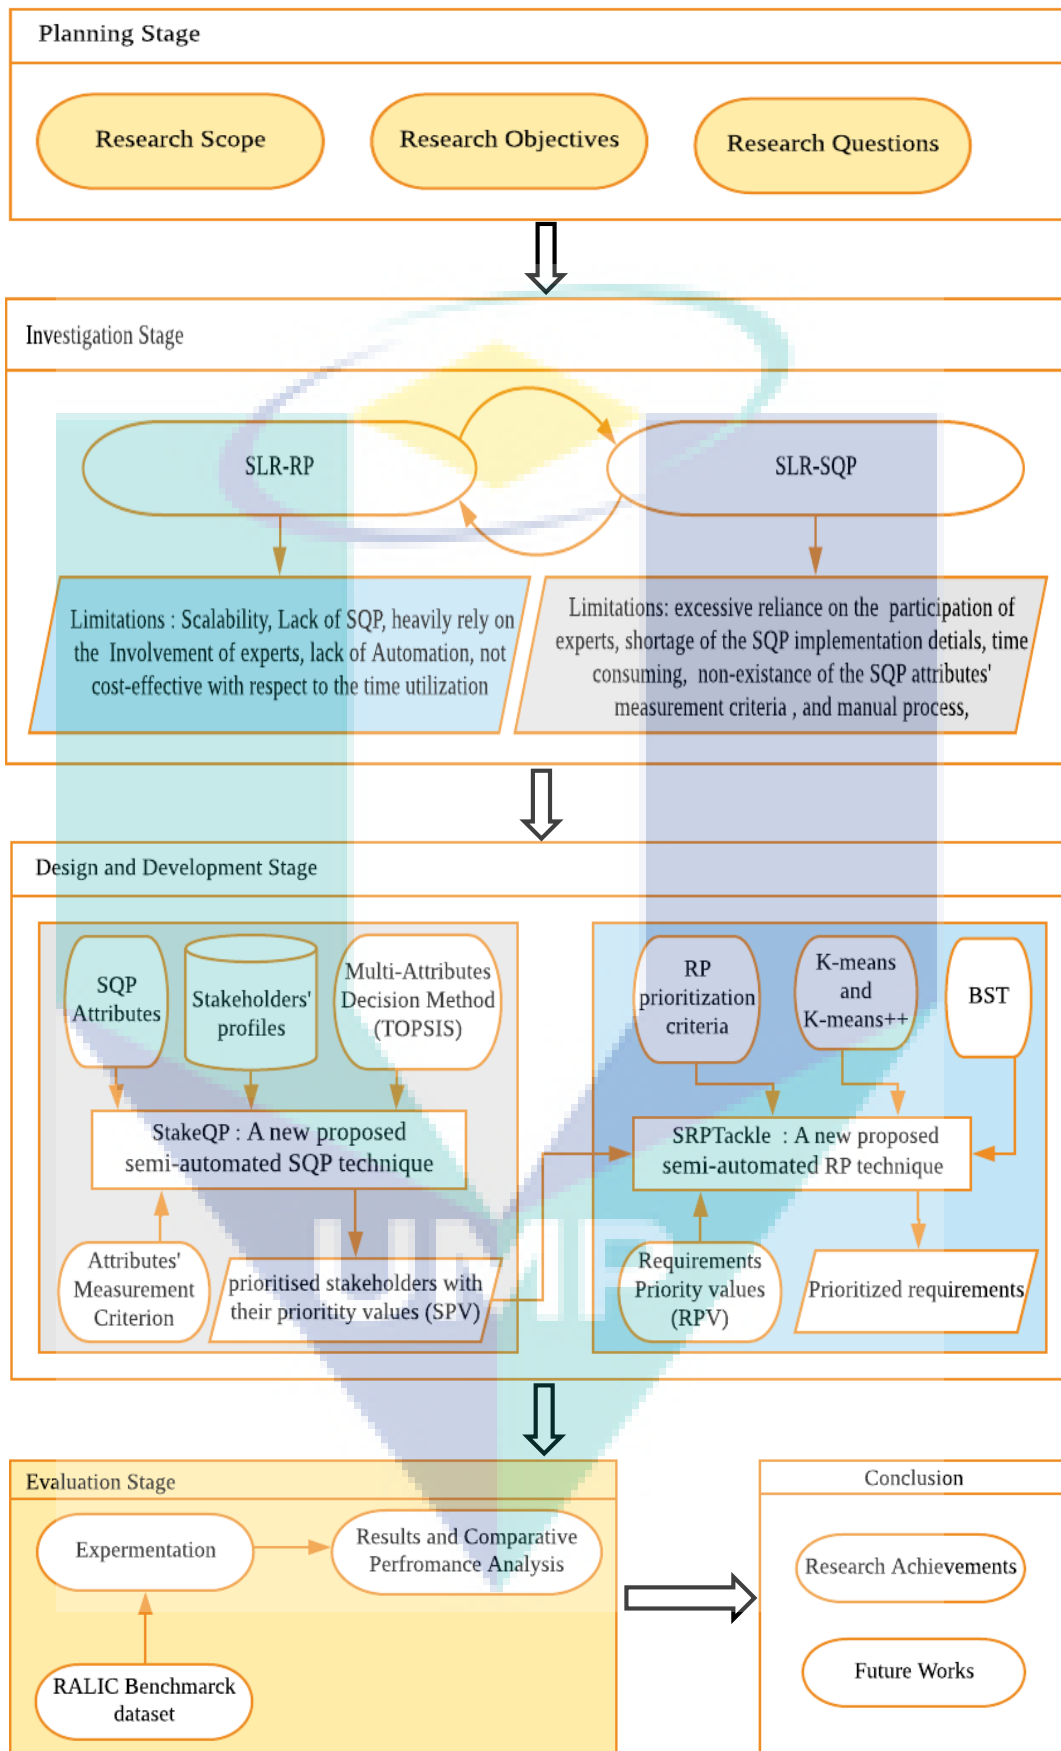 Planning Stage
Research Scope
Research Objectives
Research Questions
Investigation Stage
SLR-RP
SLR-SQP
Limitations : Scalability, Lack of SQP, heavily rely on
the Involvement of experts, lack of Automation, not
cost-effective with respect to the time utilization
Limitations: excessive reliance on the participation of
experts, shortage of the SQP implementation detials, time
consuming, non-existance of the SQP attributes'
measurement criteria , and manual process,
Design and Development Stage
SQP
Attributes
Stakeholders'
profiles
Multi-Attributes
Decision Method
(TOPSIS)
RP
prioritization
criteria
K-means
and
K-means++
BST
StakeQP : A new proposed
semi-automated SQP technique
SRPTackle : A new proposed
semi-automated RP technique
Attributes'
Measurement
Criterion
prioritised stakeholders with
their prioritity values (SPV)
Requirements
Priority values
(RPV)
Prioritized requirements
UMP
Evaluation Stage
Expermentation
Results and Comparative
Perfromance Analysis
RALIC Benchmarck
dataset
Conclusion
Research Achievements
Future Works